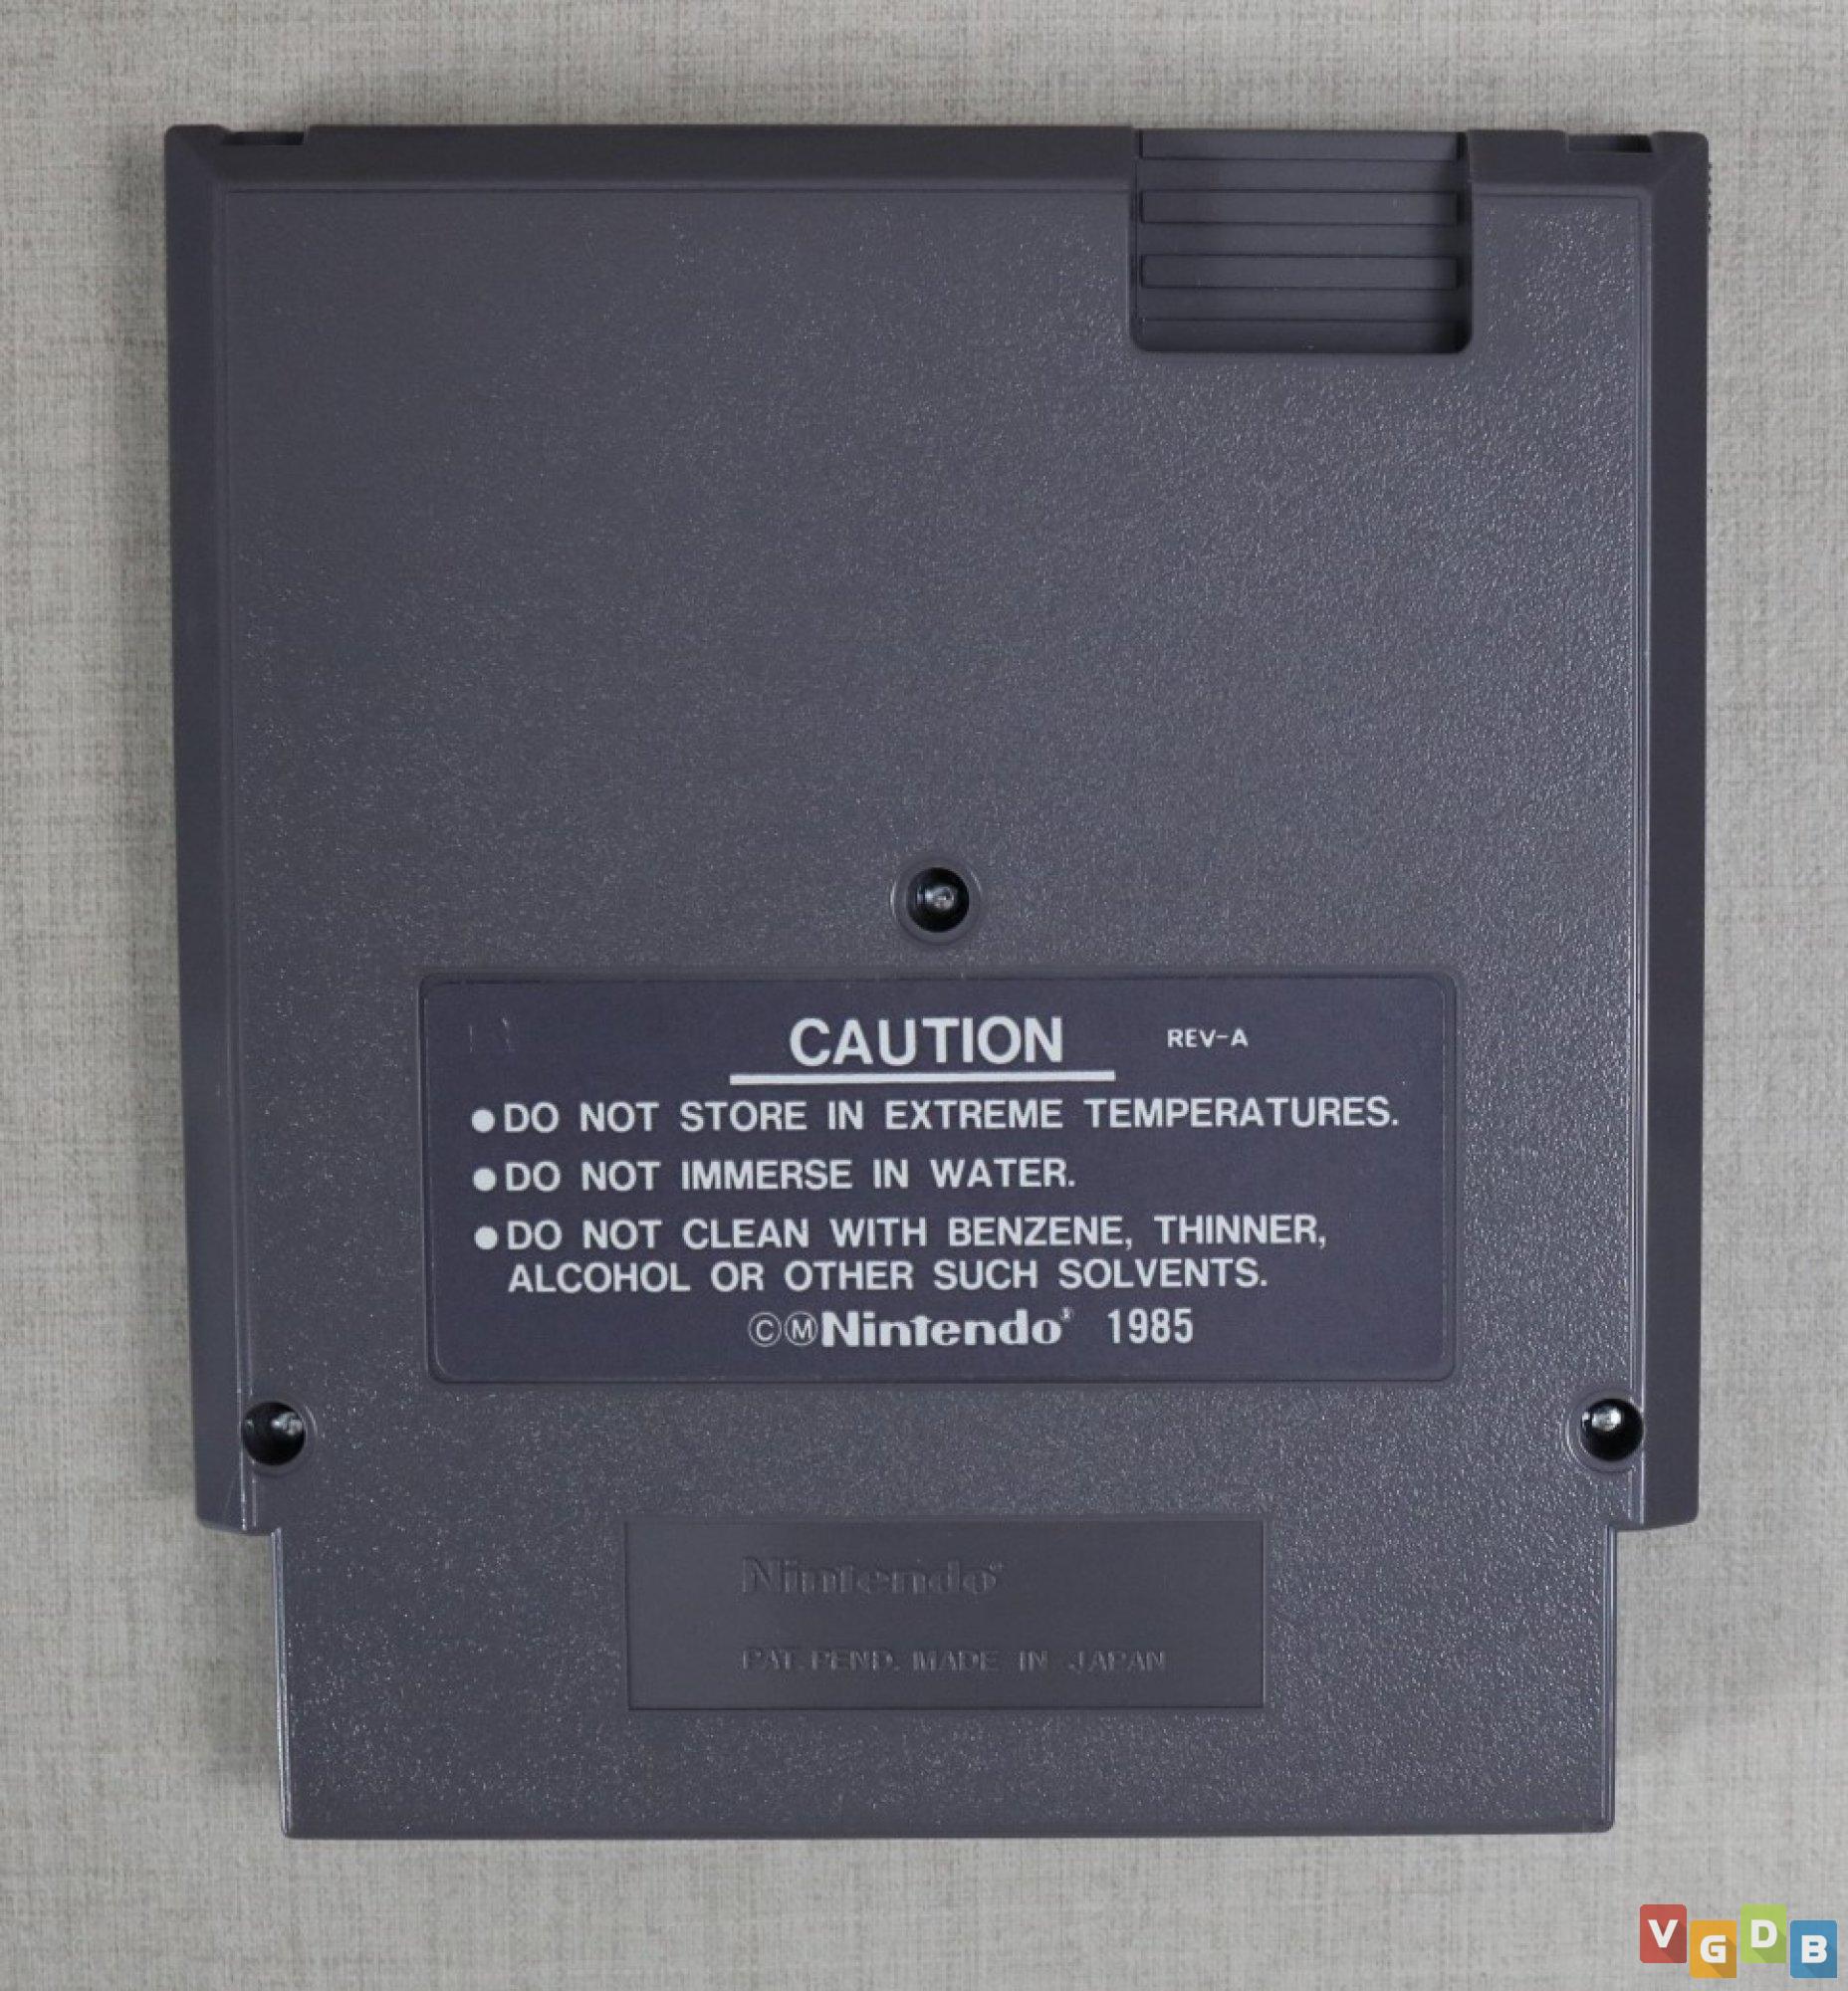 CAUTION REV-A
●DO NOT STORE IN EXTREME TEMPERATURES.
●DO NOT IMMERSE IN WATER.
●DO NOT CLEAN WITH BENZENE, THINNER,
ALCOHOL OR OTHER SUCH SOLVENTS.
©ⓂNintendo® 1985
Nintendo®
PAT. PEND. MADE IN JAPAN
VGDB